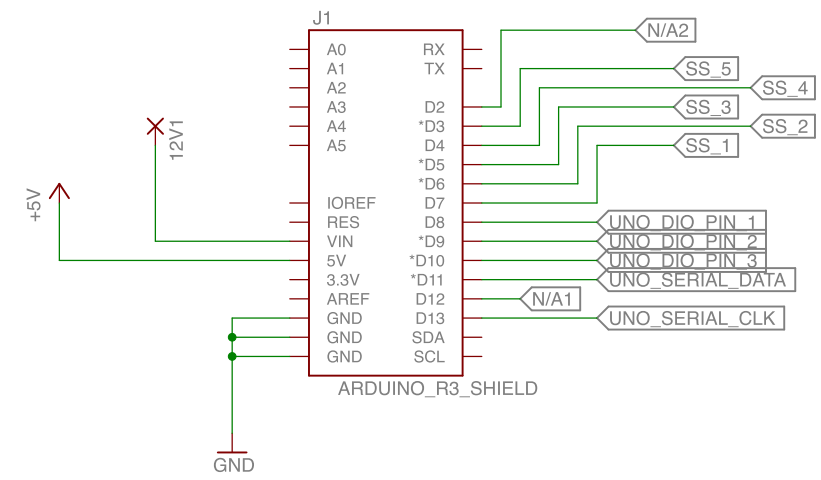 J1
A0 RX N/A2
A1 TX SS_5
A2 SS_4
A3 D2 SS_3
12V1 A4 *D3 SS_2
A5 D4 SS_1
*D5
*D6
+5V IOREF D7
RES D8 UNO_DIO_PIN_1
VIN *D9 UNO_DIO_PIN_2
5V *D10 UNO_DIO_PIN_3
3.3V *D11 UNO_SERIAL_DATA
AREF D12 N/A1
GND D13 UNO_SERIAL_CLK
GND SDA
GND SCL
ARDUINO_R3_SHIELD
GND